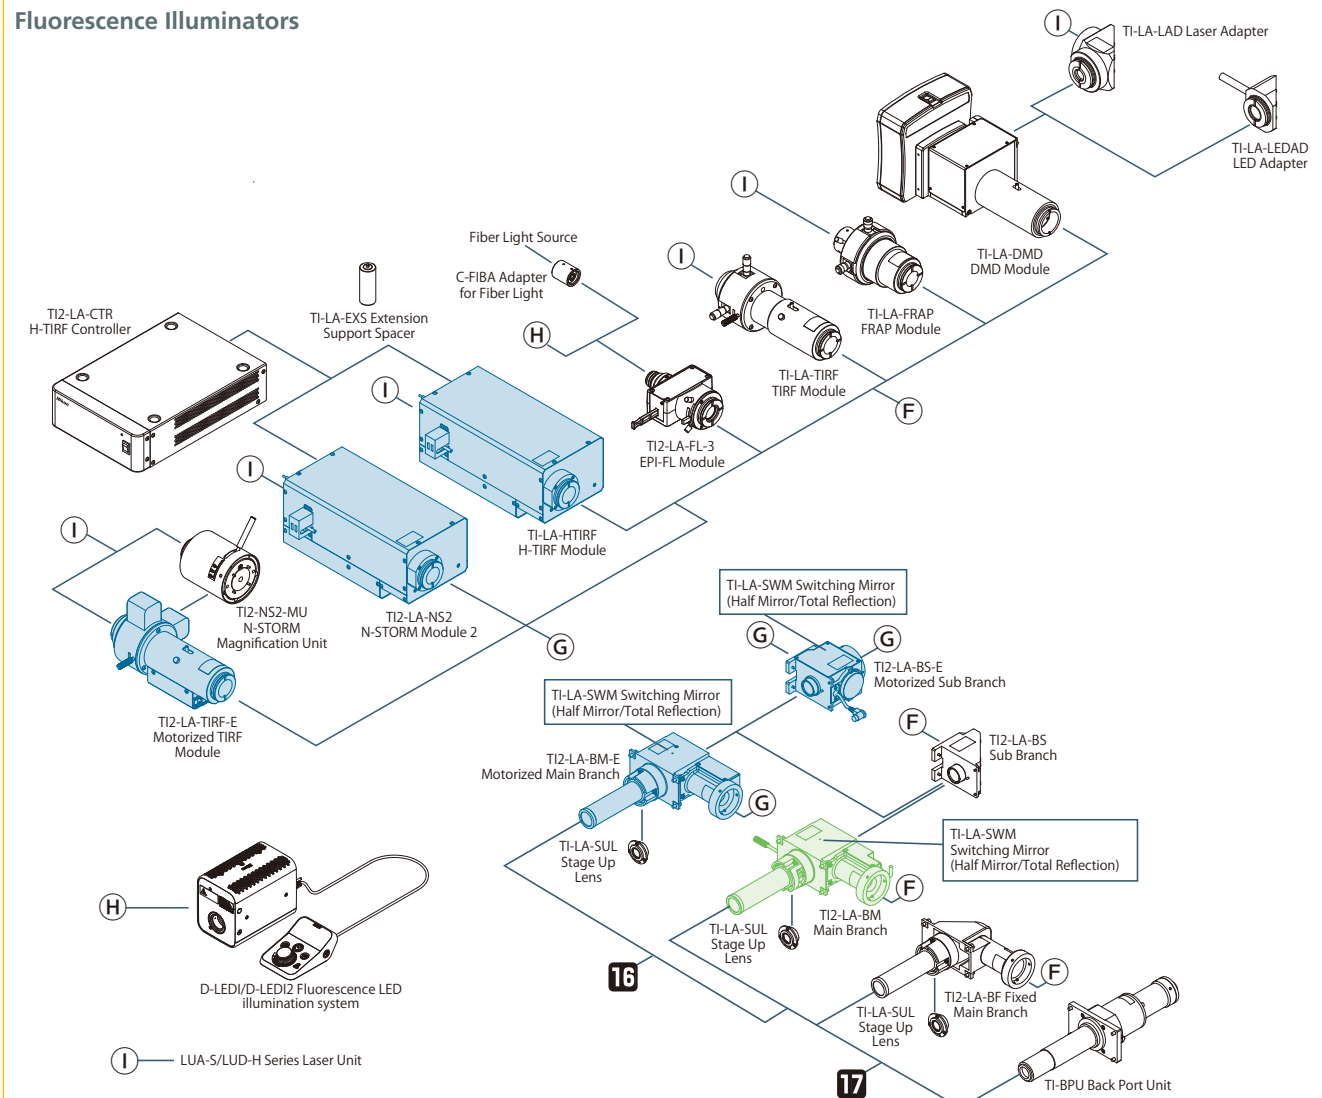 Fluorescence Illuminators
I
TI-LA-LAD Laser Adapter
TI-LA-LEDAD
LED Adapter
I
TI-LA-DMD
DMD Module
Fiber Light Source
C-FIBA Adapter
for Fiber Light
I
TI-LA-FRAP
FRAP Module
TI2-LA-CTR
H-TIRF Controller
TI-LA-EXS Extension
Support Spacer
H
TI-LA-TIRF
TIRF Module
I
F
TI2-LA-FL-3
EPI-FL Module
I
TI-LA-HTIRF
H-TIRF Module
I
TI2-NS2-MU
N-STORM
Magnification Unit
TI2-LA-NS2
N-STORM Module 2
G
TI2-LA-TIRF-E
Motorized TIRF
Module
TI-LA-SWM Switching Mirror
(Half Mirror/Total Reflection)
G
G
TI2-LA-BS-E
Motorized Sub Branch
TI-LA-SWM Switching Mirror
(Half Mirror/Total Reflection)
F
TI2-LA-BS
Sub Branch
TI2-LA-BM-E
Motorized Main Branch
G
TI-LA-SUL
Stage Up
Lens
TI-LA-SWM
Switching Mirror
(Half Mirror/Total Reflection)
F
TI2-LA-BM
Main Branch
TI-LA-SUL
Stage Up
Lens
H
D-LEDI/D-LEDI2 Fluorescence LED
illumination system
16
F
TI2-LA-BF Fixed
Main Branch
TI-LA-SUL
Stage Up
Lens
I
LUA-S/LUD-H Series Laser Unit
17
TI-BPU Back Port Unit